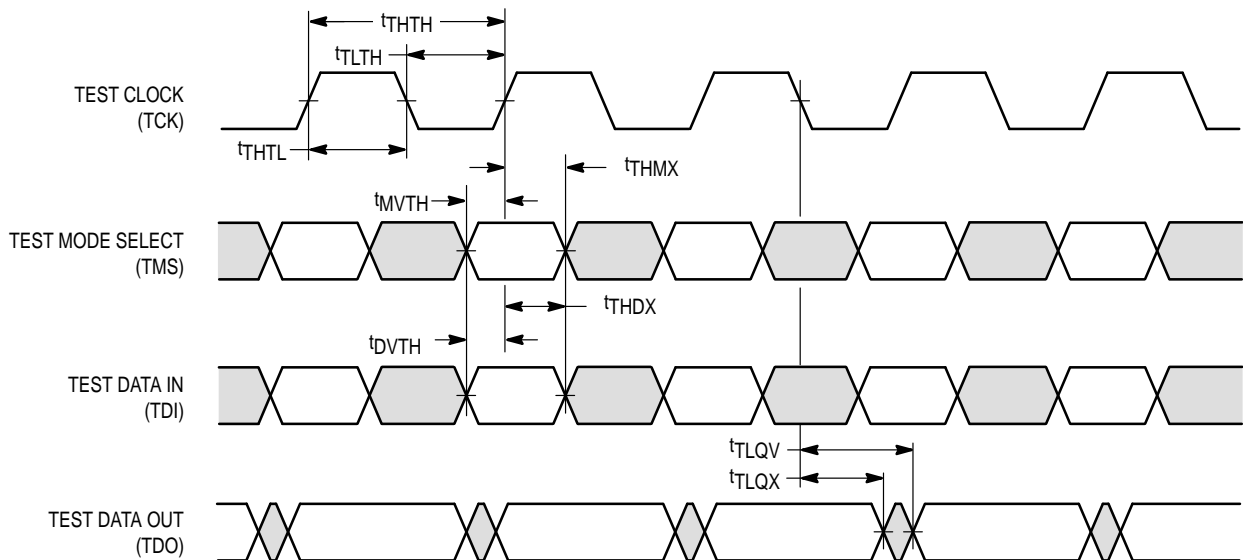 tTHTH
tTLTH
TEST CLOCK
(TCK)
tTHTL
tTHMX
tMVTH
TEST MODE SELECT
(TMS)
tTHDX
tDVTH
TEST DATA IN
(TDI)
tTLQV
tTLQX
TEST DATA OUT
(TDO)